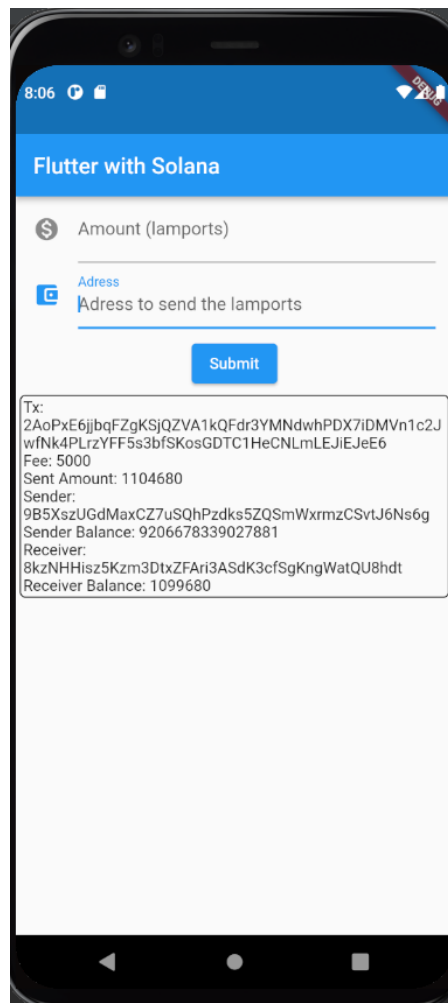 8:06
DEBUG
Flutter with Solana
Amount (lamports)
Adress
Adress to send the lamports
Submit
Tx:
2AoPxE6jjbqFZgKSjQZVA1kQFdr3YMNdwhPDX7iDMVn1c2J
wfNk4PLrzYFF5s3bfSKosGDTC1HeCNLmLEJiEJeE6
Fee: 5000
Sent Amount: 1104680
Sender:
9B5XszUGdMaxCZ7uSQhPzdks5ZQSmWxrmzCSvtJ6Ns6g
Sender Balance: 9206678339027881
Receiver:
8kzNHHisz5Kzm3DtxZFAri3ASdK3cfSgKngWatQU8hdt
Receiver Balance: 1099680